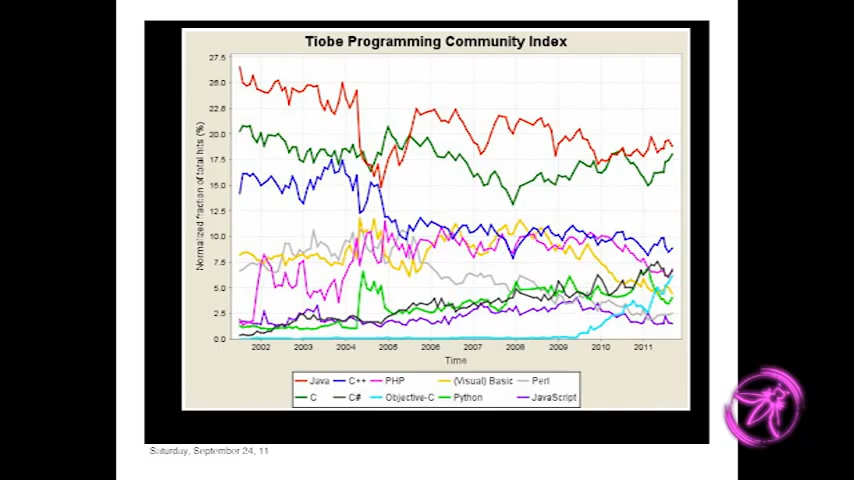 Tiobe Programming Community Index
27.5
25.0
22.5
20.0
17.5
15.0
12.5
10.0
7.5
5.0
2.5
0.0
Normalized fraction of total hits (%)
2002 2003 2004 2005 2006 2007 2008 2009 2010 2011
Time
Java C++ PHP (Visual) Basic Perl
C C# Objective-C Python JavaScript
Saturday, September 24, 11